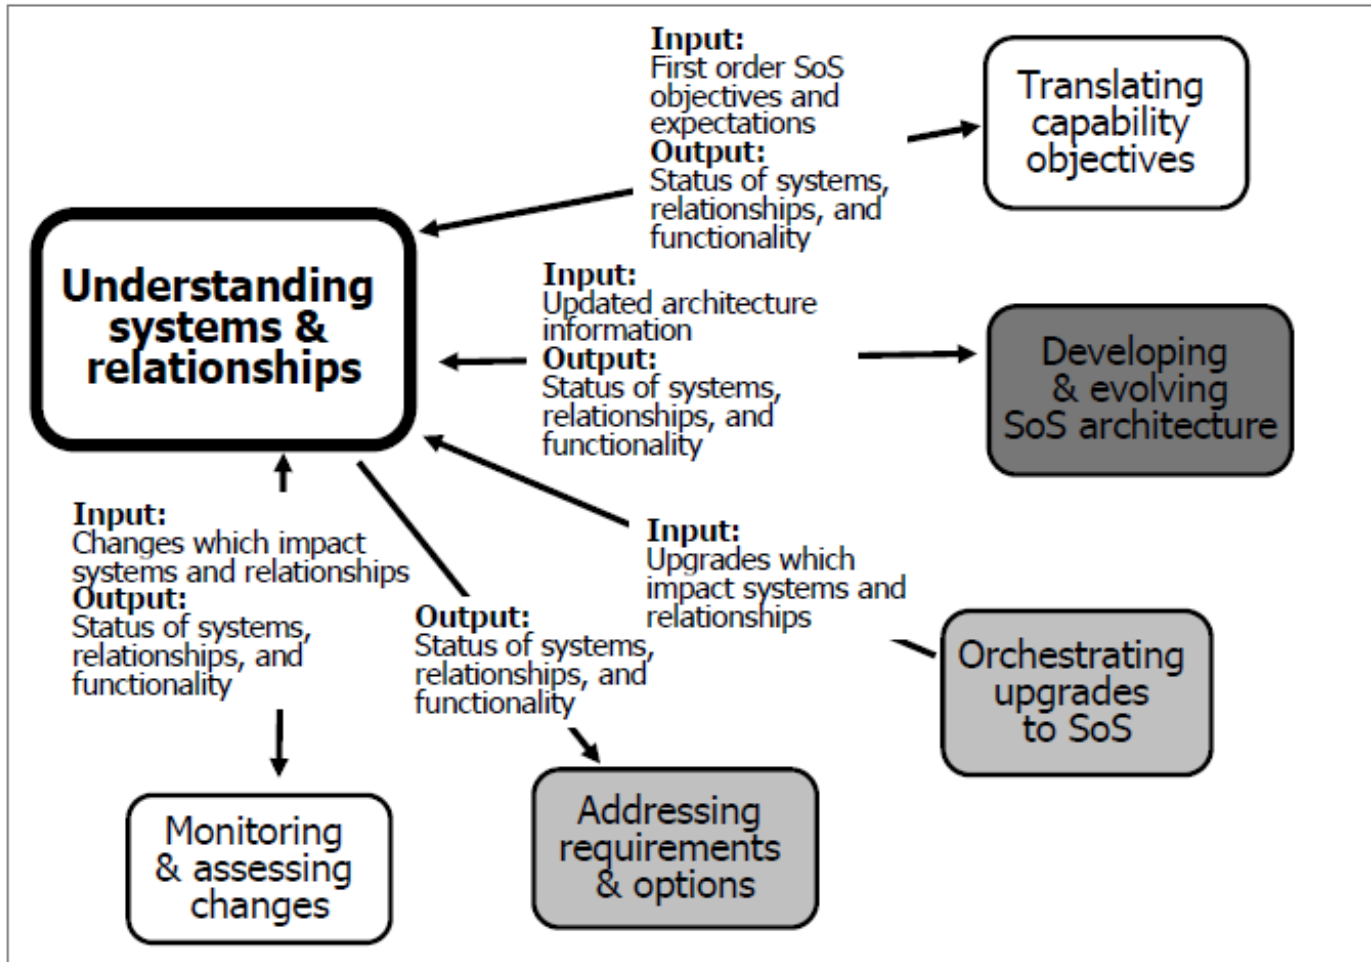 Input:
First order SoS
objectives and
expectations
Output:
Status of systems,
relationships, and
functionality
Translating
capability
objectives
Understanding
systems &
relationships
Input:
Updated architecture
information
Output:
Status of systems,
relationships, and
functionality
Developing
& evolving
SoS architecture
Input:
Changes which impact
systems and relationships
Output:
Status of systems,
relationships, and
functionality
Output:
Status of systems,
relationships, and
functionality
Input:
Upgrades which
impact systems and
relationships
Orchestrating
upgrades
to SoS
Monitoring
& assessing
changes
Addressing
requirements
& options